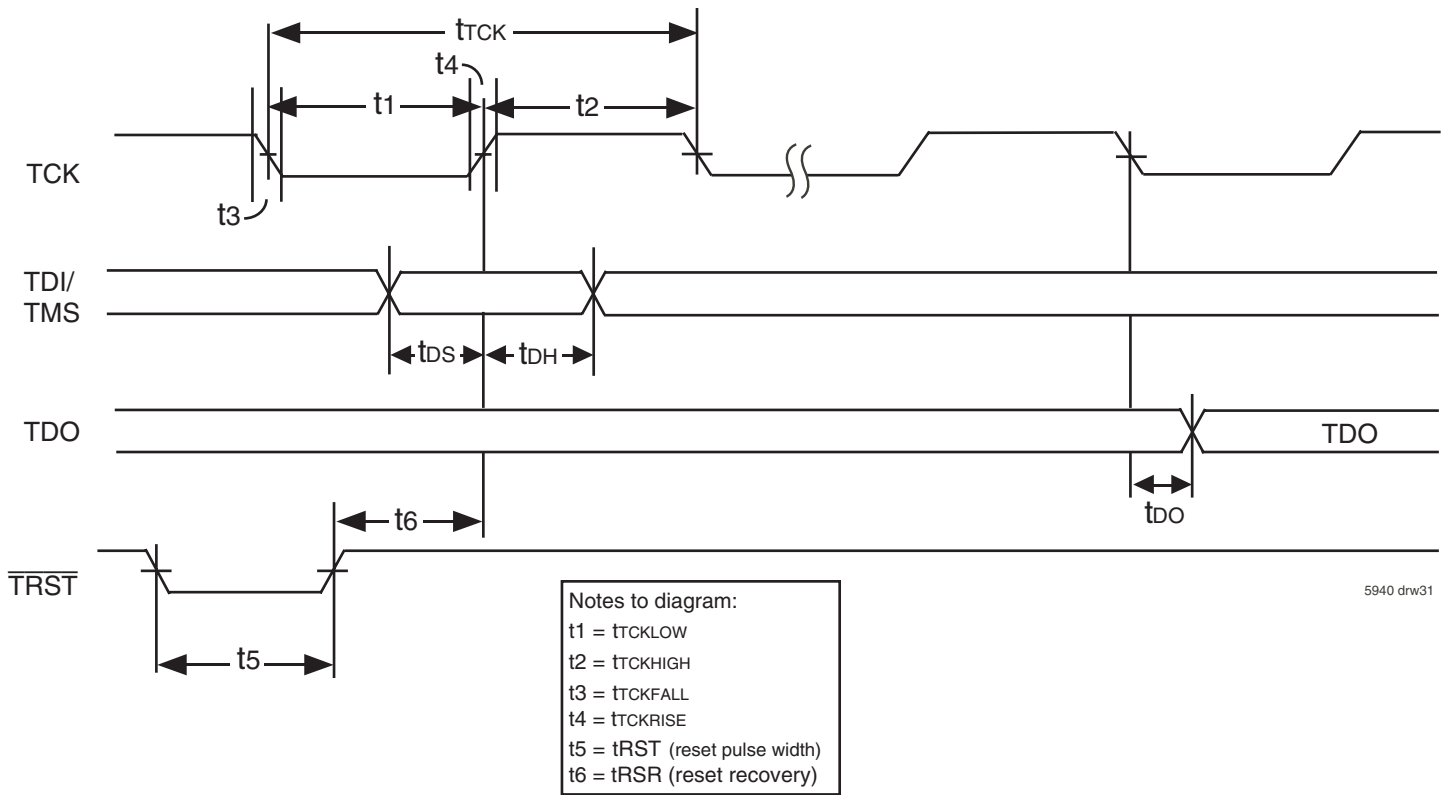 tTCK
t4
t1
t2
TCK
t3
TDI/
TMS
tDS
tDH
TDO
TDO
tDO
t6
TRST
t5
5940 drw31
Notes to diagram:
t1 = tTCKLOW
t2 = tTCKHIGH
t3 = tTCKFALL
t4 = tTCKRISE
t5 = tRST (reset pulse width)
t6 = tRSR (reset recovery)